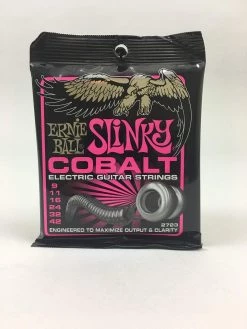 ERNIE BALL
SLINKY
COBALT
ELECTRIC GUITAR STRINGS
9
11
16
24
32
42
2723
ENGINEERED TO MAXIMIZE OUTPUT & CLARITY